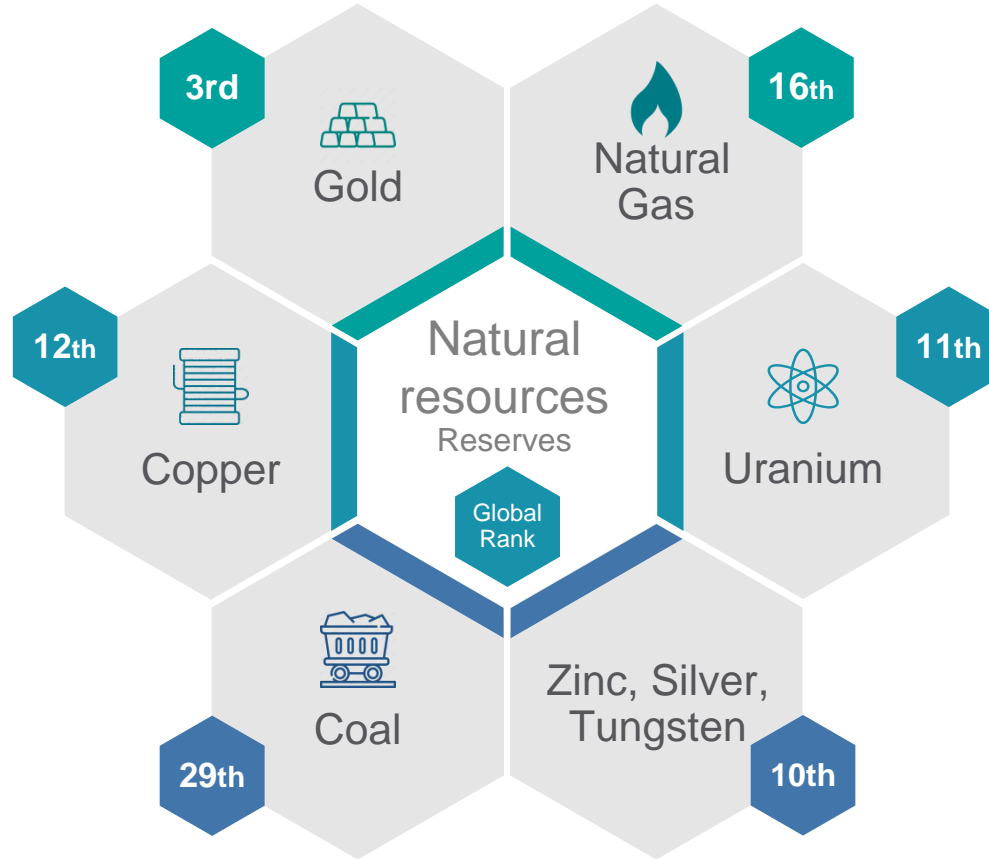 3rd
Gold
16th
Natural
Gas
12th
Copper
Natural
resources
Reserves
Global
Rank
11th
Uranium
Coal
29th
Zinc, Silver,
Tungsten
10th